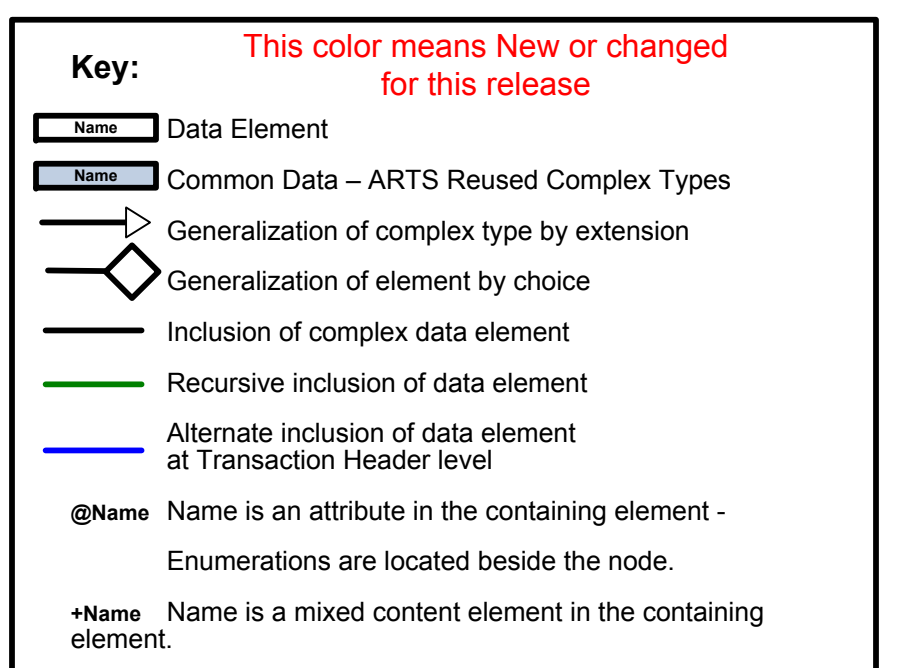 Key:
This color means New or changed
for this release
Name Data Element
Name Common Data – ARTS Reused Complex Types
Generalization of complex type by extension
Generalization of element by choice
Inclusion of complex data element
Recursive inclusion of data element
Alternate inclusion of data element
at Transaction Header level
@Name Name is an attribute in the containing element -
Enumerations are located beside the node.
+Name Name is a mixed content element in the containing
element.